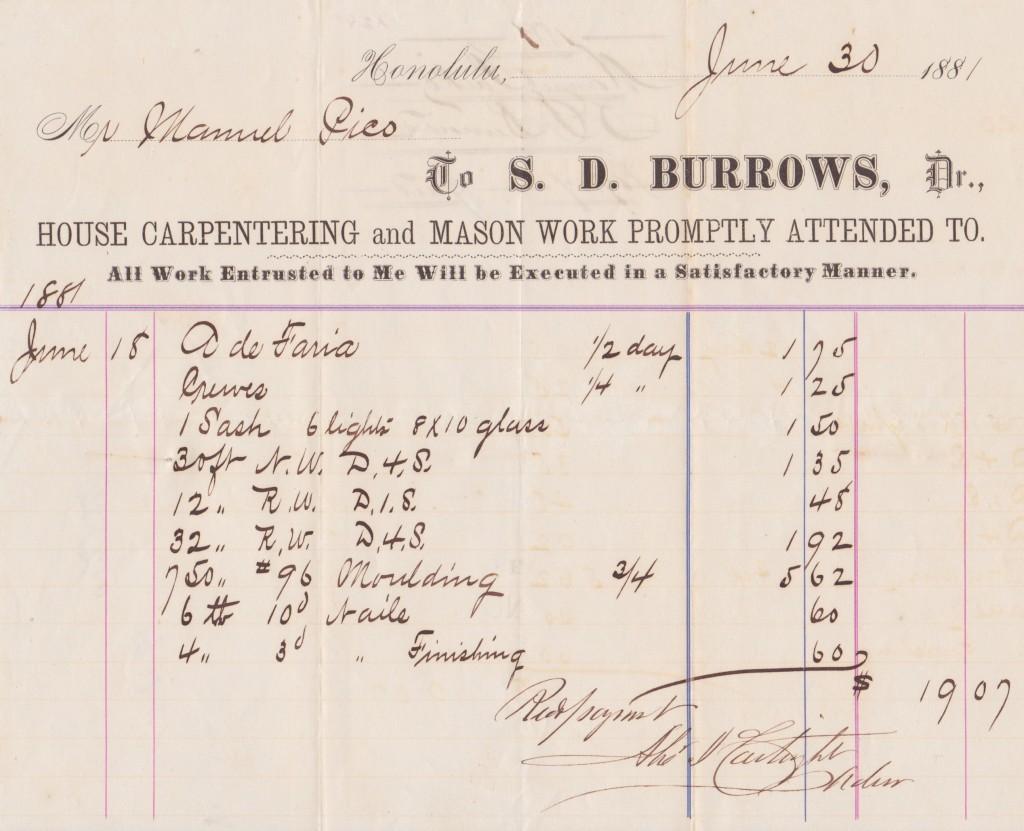 Honolulu, June 30 1881
Mr Manuel Pico
To S. D. BURROWS, Dr.,
HOUSE CARPENTERING and MASON WORK PROMPTLY ATTENDED TO.
All Work Entrusted to Me Will be Executed in a Satisfactory Manner.
1881
June 18 A de Faria 1/2 day 1 75
1/4 " 1 25
1 Sash 6 lights 8x10 glass 1 50
30ft N.W. D.4.S. 1 35
12 " R.W. D.1.S. 48
32 " R.W. D.4.S. 1 92
750 " #96 Moulding 3/4 5 62
6 lb 10d Nails 60
4 " 3d " Finishing 60
$ 19 07
Recd payment
J Cartwright